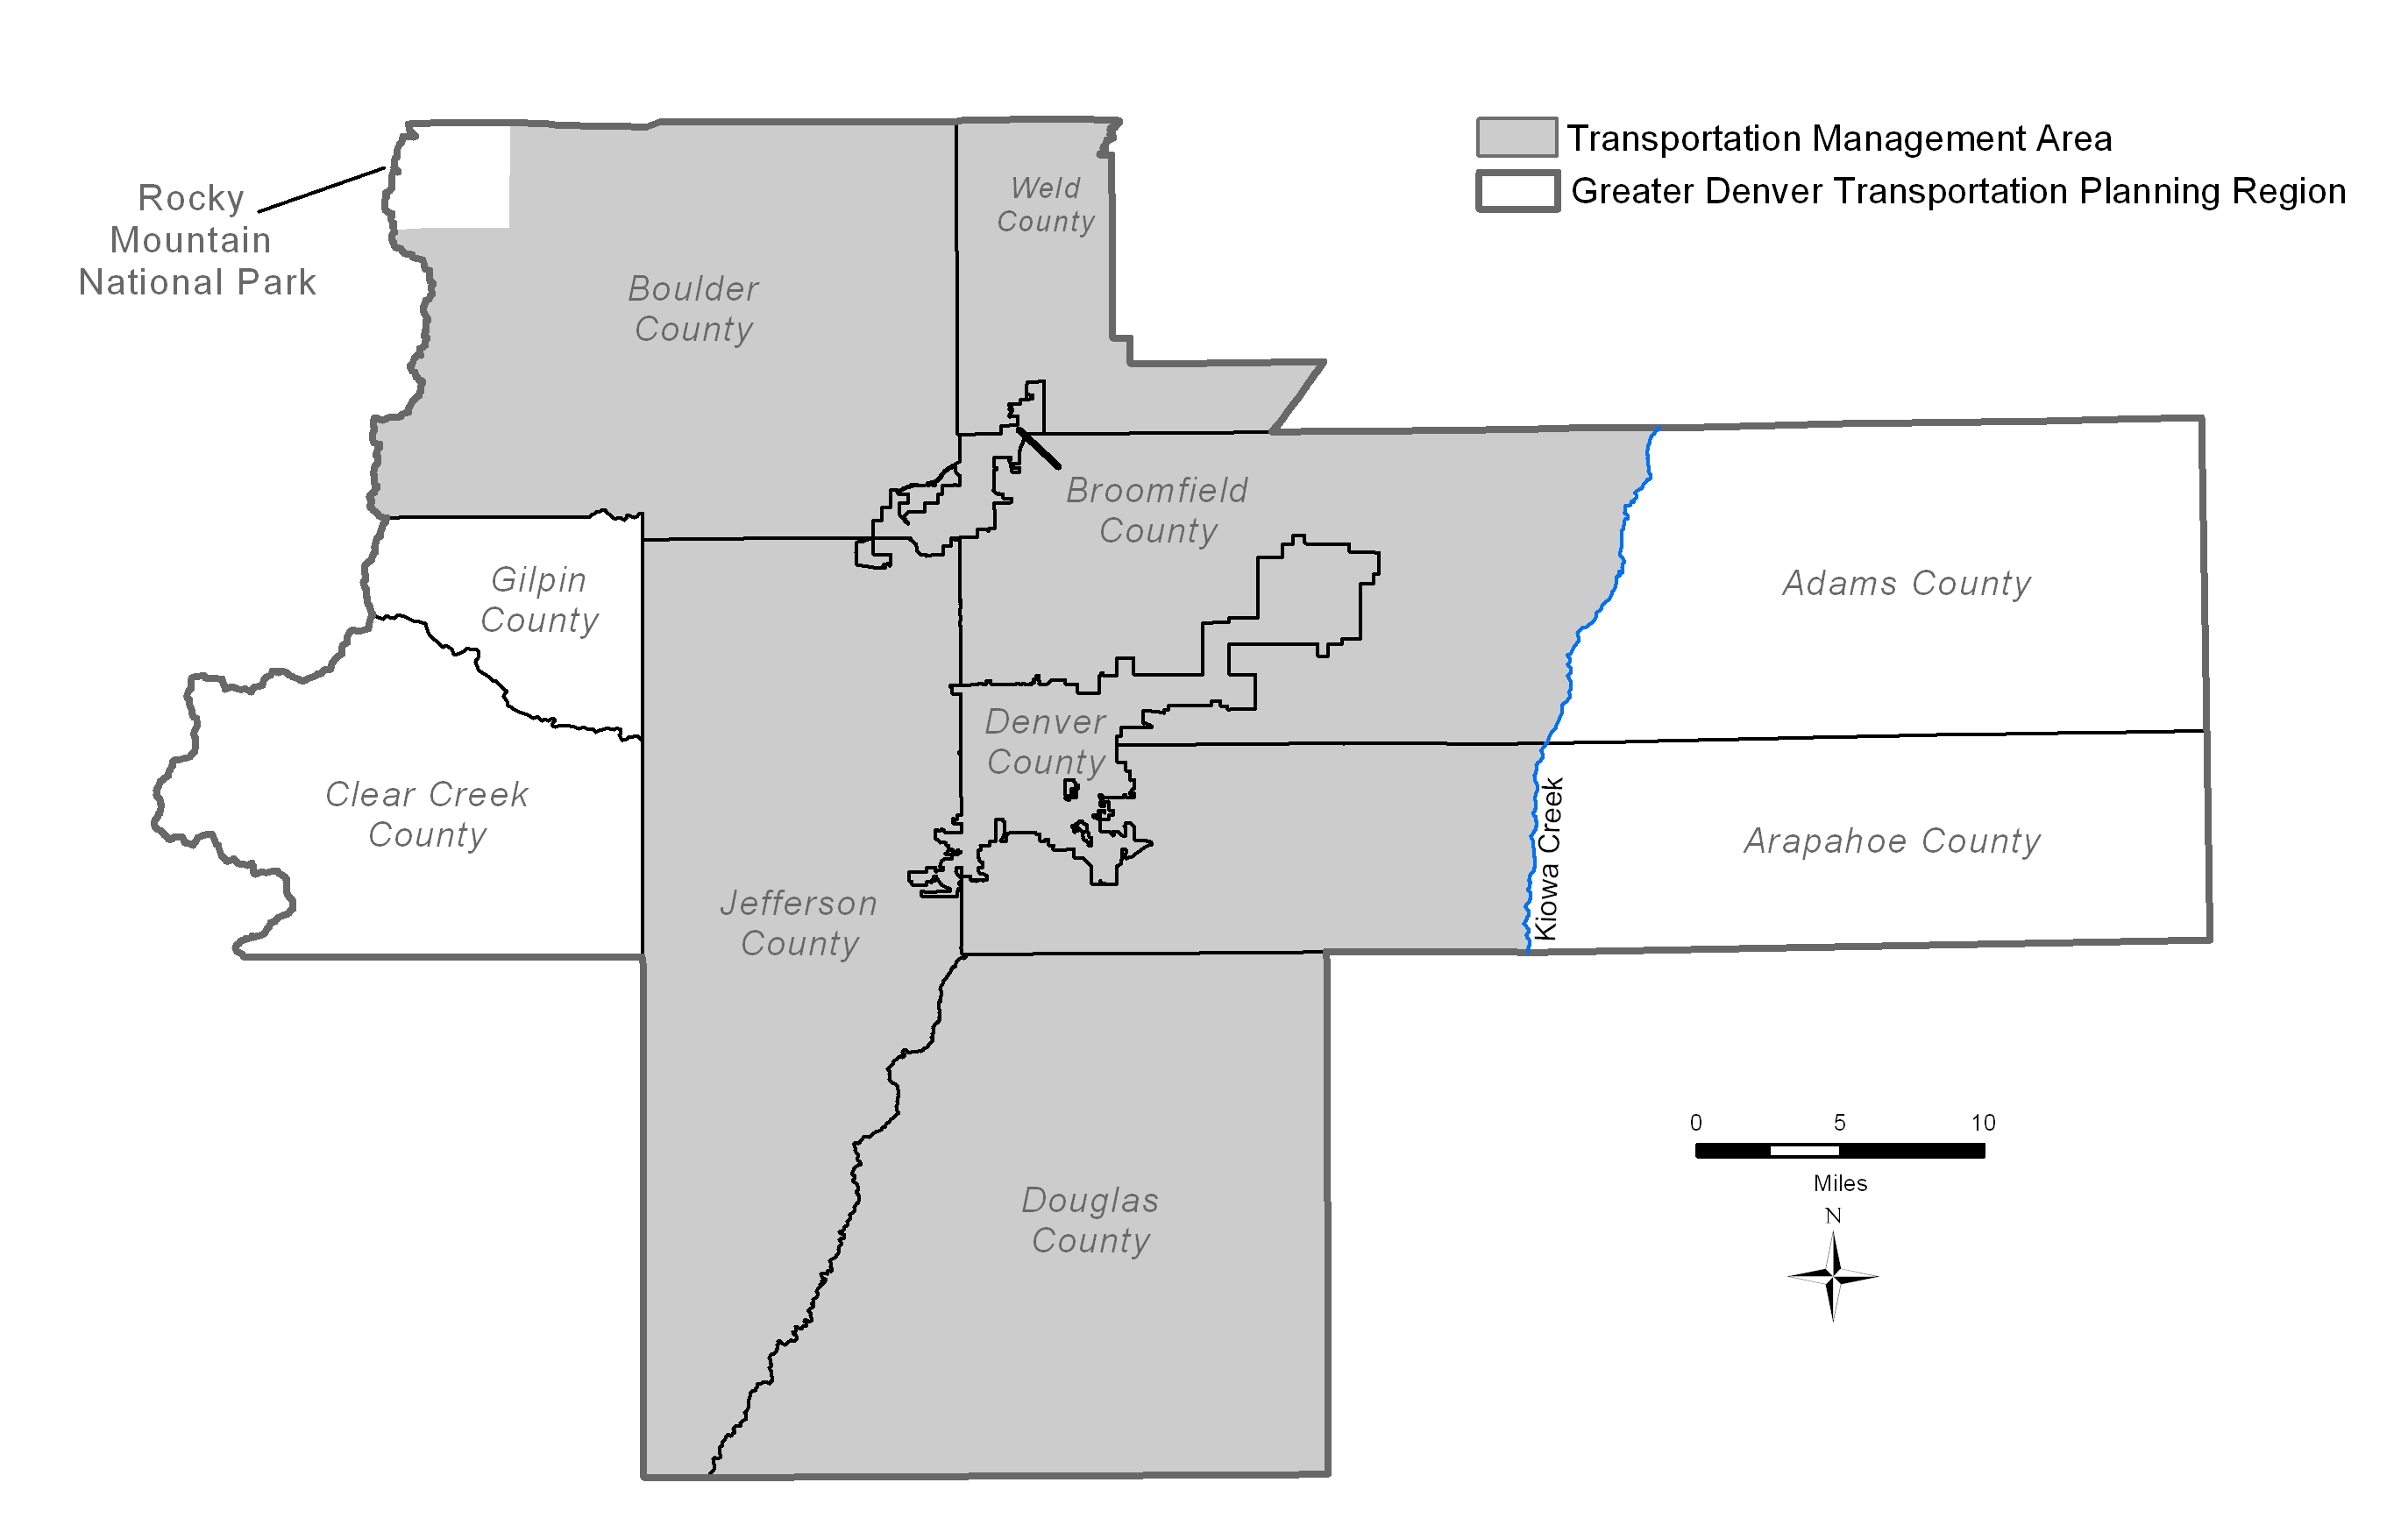 Transportation Management Area
Greater Denver Transportation Planning Region
Rocky
Mountain
National Park
Weld
County
Boulder
County
Broomfield
County
Gilpin
County
Adams County
Denver
County
Clear Creek
County
Kiowa Creek
Arapahoe County
Jefferson
County
Douglas
County
0 5 10
Miles
N